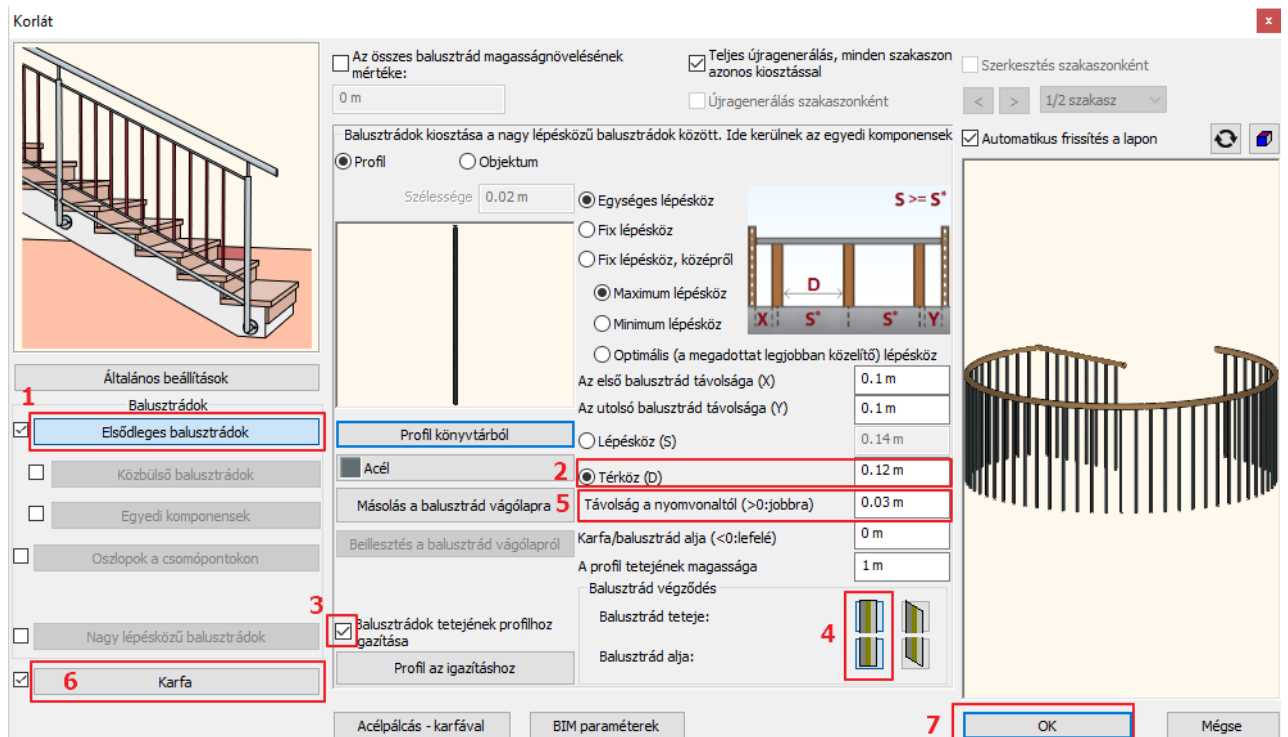 Korlát
x
Az összes balusztrád magasságnövelésének
mértéke:
0 m
Teljes újragenerálás, minden szakaszon
azonos kiosztással
Újragenerálás szakaszonként
Szerkesztés szakaszonként
< > 1/2 szakasz
Automatikus frissítés a lapon
Balusztrádok kiosztása a nagy lépésközű balusztrádok között. Ide kerülnek az egyedi komponensek
Profil
Objektum
Szélessége 0.02 m
Egységes lépésköz
Fix lépésköz
Fix lépésköz, középről
Maximum lépésköz
Minimum lépésköz
Optimális (a megadottat legjobban közelítő) lépésköz
S >= S*
D
X S* S* Y
Általános beállítások
1
Balusztrádok
Elsődleges balusztrádok
Közbülső balusztrádok
Egyedi komponensek
Oszlopok a csomópontokon
Nagy lépésközű balusztrádok
6 Karfa
Profil könyvtárból
Acél
Másolás a balusztrád vágólapra
Beillesztés a balusztrád vágólapról
3
Balusztrádok tetejének profilhoz
igazítása
Profil az igazításhoz
Az első balusztrád távolsága (X) 0.1 m
Az utolsó balusztrád távolsága (Y) 0.1 m
Lépésköz (S) 0.14 m
2 Térköz (D) 0.12 m
5 Távolság a nyomvonaltól (>0:jobbra) 0.03 m
Karfa/balusztrád alja (<0:lefelé) 0 m
A profil tetejének magassága 1 m
Balusztrád végződés
Balusztrád teteje:
4
Balusztrád alja:
Acélpálcás - karfával
BIM paraméterek
7 OK
Mégse